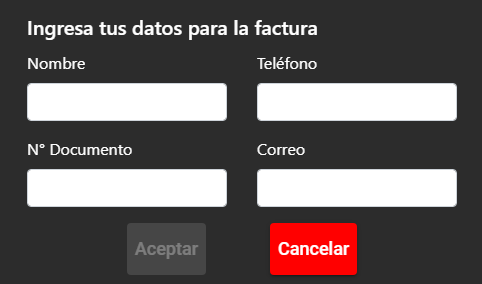 Ingresa tus datos para la factura
Nombre
Teléfono
N° Documento
Correo
Aceptar
Cancelar